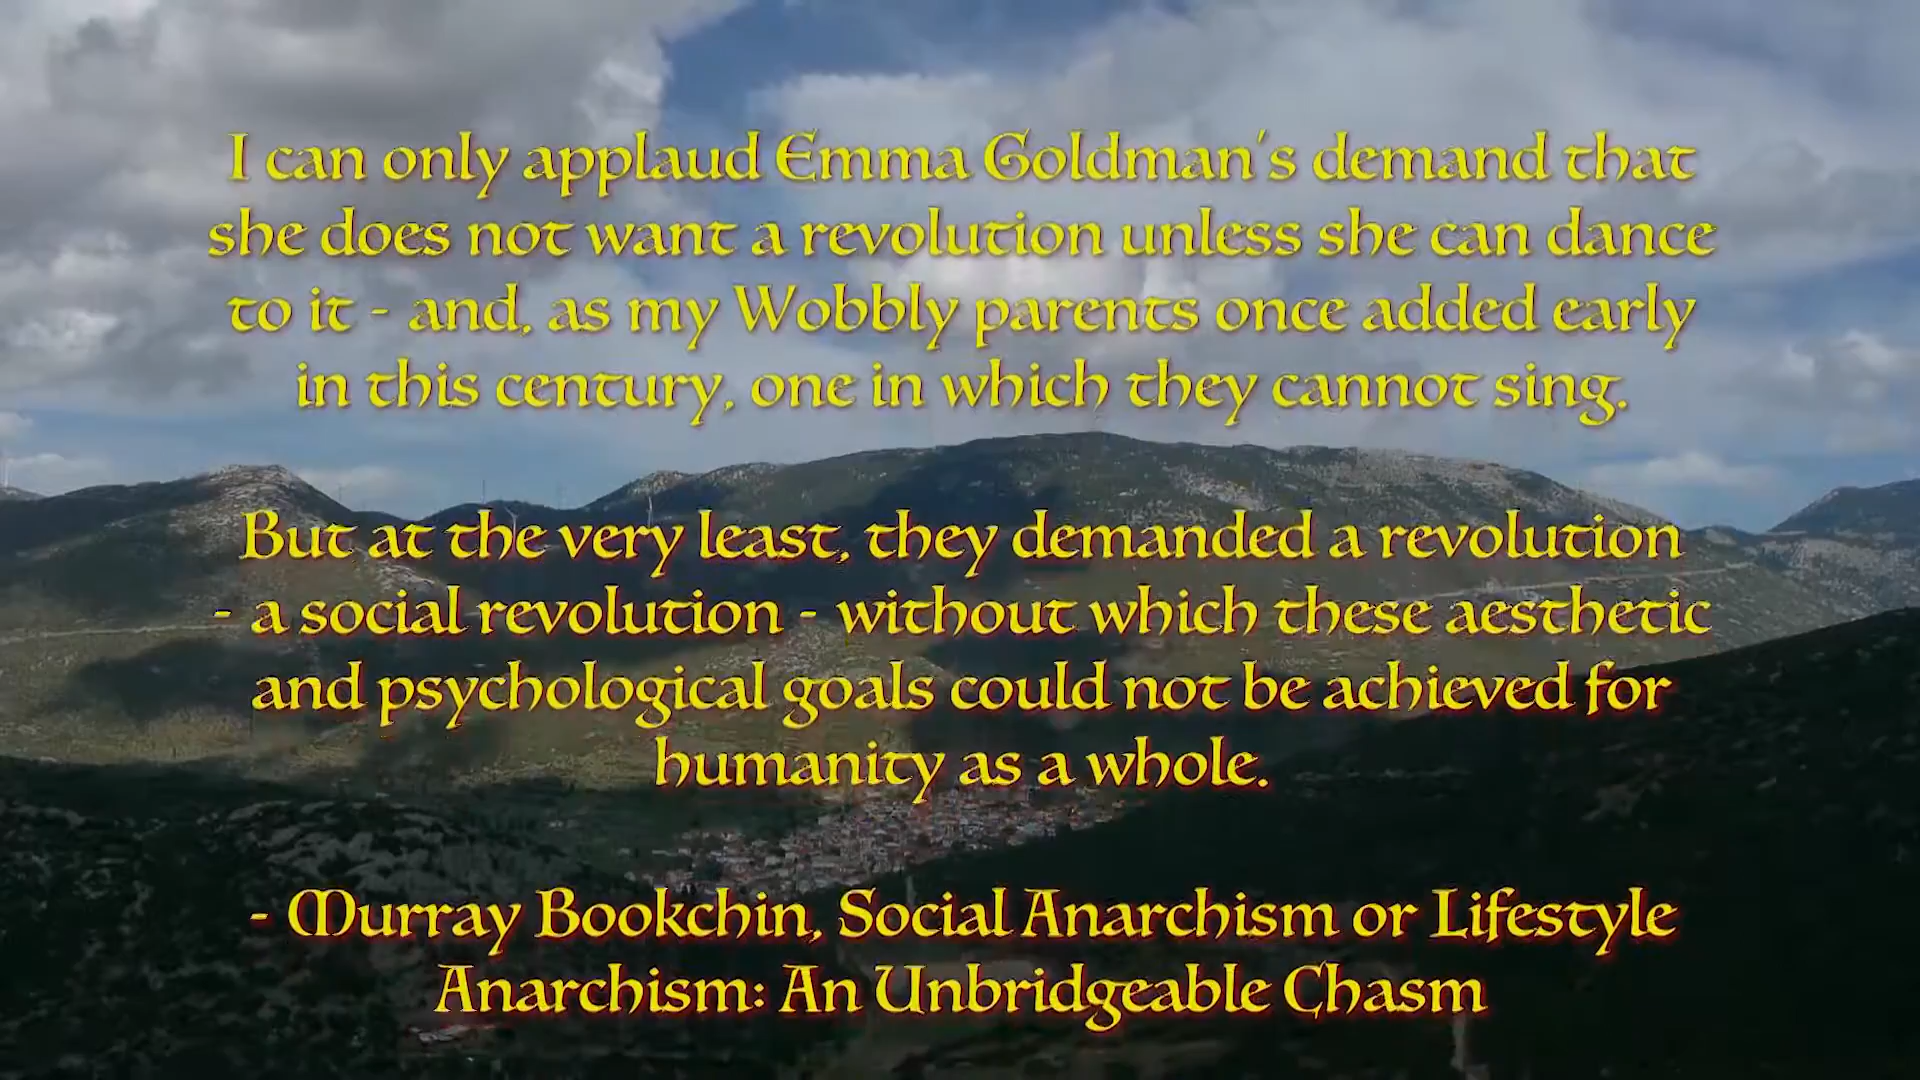 I can only applaud Emma Goldman's demand that
she does not want a revolution unless she can dance
to it - and, as my Wobbly parents once added early
in this century, one in which they cannot sing.
But at the very least, they demanded a revolution
- a social revolution - without which these aesthetic
and psychological goals could not be achieved for
humanity as a whole.
- Murray Bookchin, Social Anarchism or Lifestyle
Anarchism: An Unbridgeable Chasm